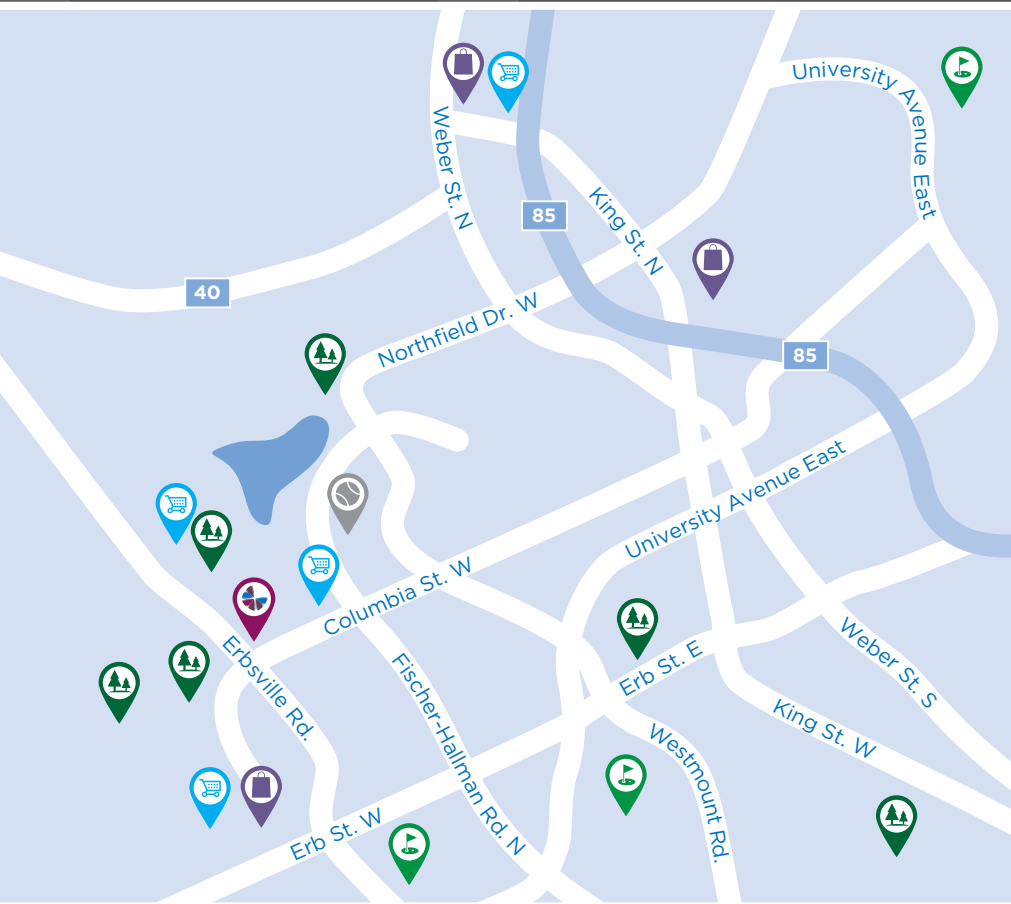 University Avenue East
Weber St. N
King St. N
85
40
Northfield Dr. W
85
University Avenue East
Columbia St. W
Erbsville Rd.
Fischer-Hallman Rd. N
Erb St. E
Weber St. S
King St. W
Westmount Rd.
Erb St. W